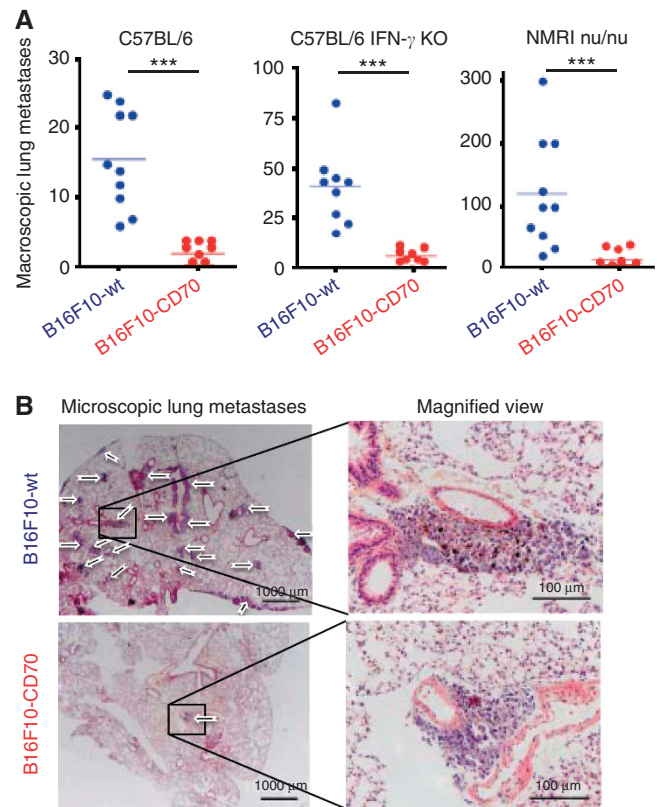 A
C57BL/6
C57BL/6 IFN-γ KO
NMRI nu/nu
Macroscopic lung metastases
30
20
10
0
***
B16F10-wt
B16F10-CD70
100
75
50
25
0
***
B16F10-wt
B16F10-CD70
300
200
100
0
***
B16F10-wt
B16F10-CD70
B
Microscopic lung metastases
Magnified view
B16F10-wt
1000 µm
100 µm
B16F10-CD70
1000 µm
100 µm